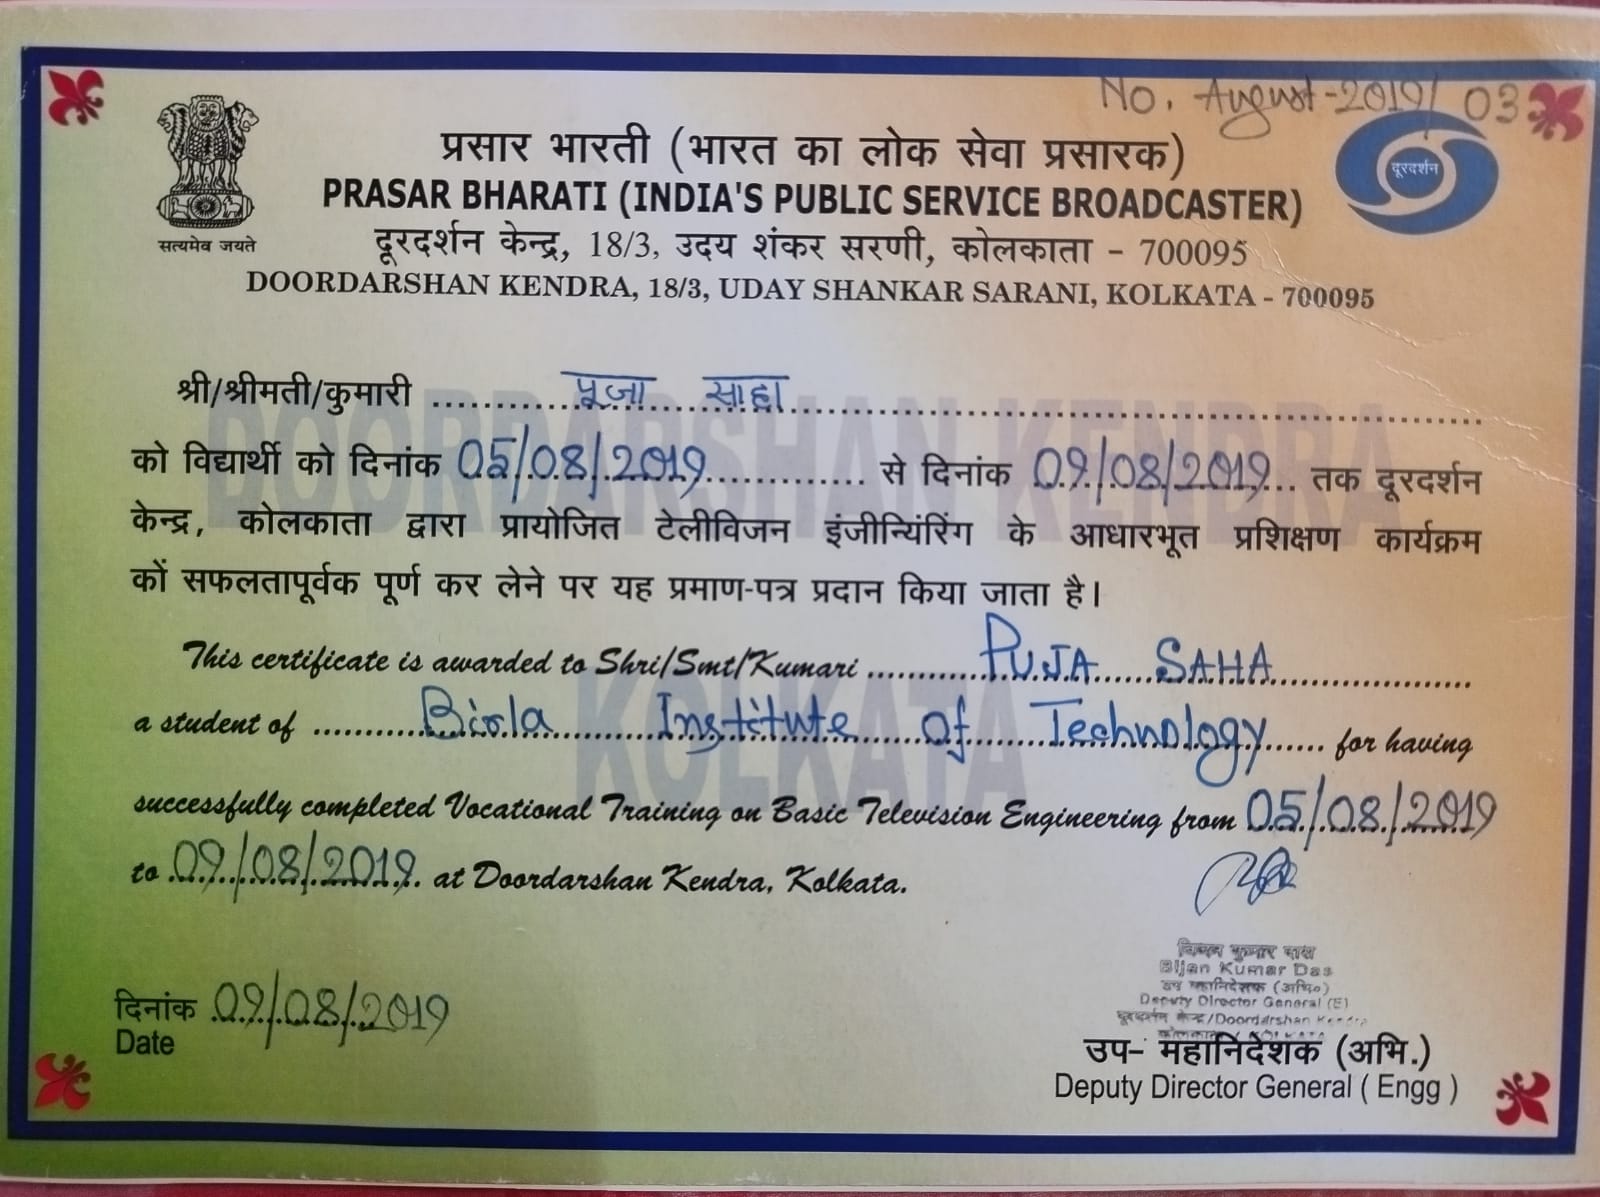 No. August-2019/ 03
सत्यमेव जयते
दूरदर्शन
प्रसार भारती (भारत का लोक सेवा प्रसारक)
PRASAR BHARATI (INDIA'S PUBLIC SERVICE BROADCASTER)
दूरदर्शन केन्द्र, 18/3, उदय शंकर सरणी, कोलकाता - 700095
DOORDARSHAN KENDRA, 18/3, UDAY SHANKAR SARANI, KOLKATA - 700095
DOORDARSHAN KENDRA
KOLKATA
श्री/श्रीमती/कुमारी पूजा साहा
को विद्यार्थी को दिनांक 05/08/2019 से दिनांक 09/08/2019 तक दूरदर्शन
केन्द्र, कोलकाता द्वारा प्रायोजित टेलीविजन इंजीन्यिंरिंग के आधारभूत प्रशिक्षण कार्यक्रम
कों सफलतापूर्वक पूर्ण कर लेने पर यह प्रमाण-पत्र प्रदान किया जाता है।
This certificate is awarded to Shri/Smt/Kumari PUJA SAHA
a student of Birla Institute of Technology for having
successfully completed Vocational Training on Basic Television Engineering from 05/08/2019
to 09/08/2019 at Doordarshan Kendra, Kolkata.
कुमार दास
Bijan Kumar Das
उप महानिदेशक (अभि०)
Deputy Director General (E)
दूरदर्शन केन्द्र/Doordarshan Kendra
कोलकाता / KOLKATA
दिनांक 09/08/2019
Date
उप- महानिदेशक (अभि.)
Deputy Director General ( Engg )